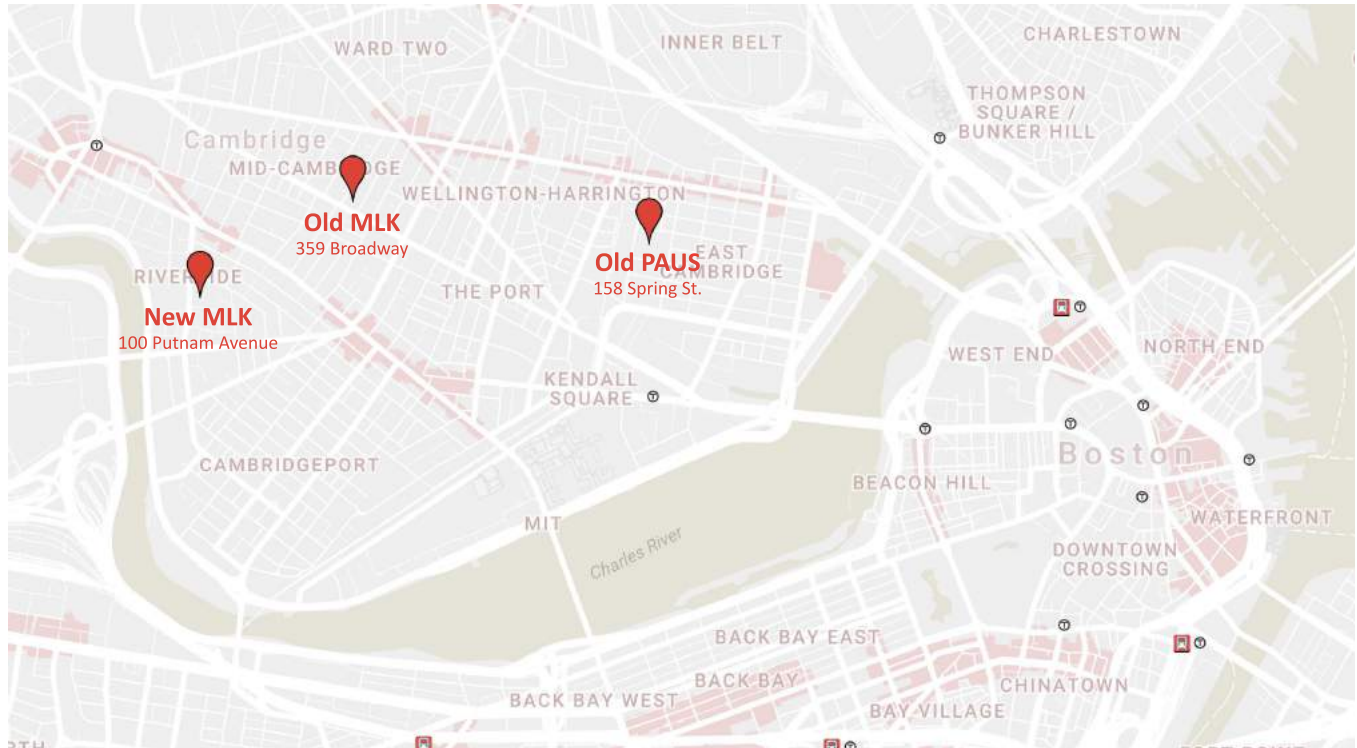 WARD TWO
INNER BELT
CHARLESTOWN
THOMPSON
SQUARE /
BUNKER HILL
Cambridge
MID-CAMBRIDGE
WELLINGTON-HARRINGTON
Old MLK
359 Broadway
Old PAUS
158 Spring St.
EAST
CAMBRIDGE
RIVERSIDE
THE PORT
New MLK
100 Putnam Avenue
WEST END
NORTH END
KENDALL
SQUARE
CAMBRIDGEPORT
Boston
BEACON HILL
MIT
WATERFRONT
Charles River
DOWNTOWN
CROSSING
BACK BAY EAST
BACK BAY
CHINATOWN
BACK BAY WEST
BAY VILLAGE